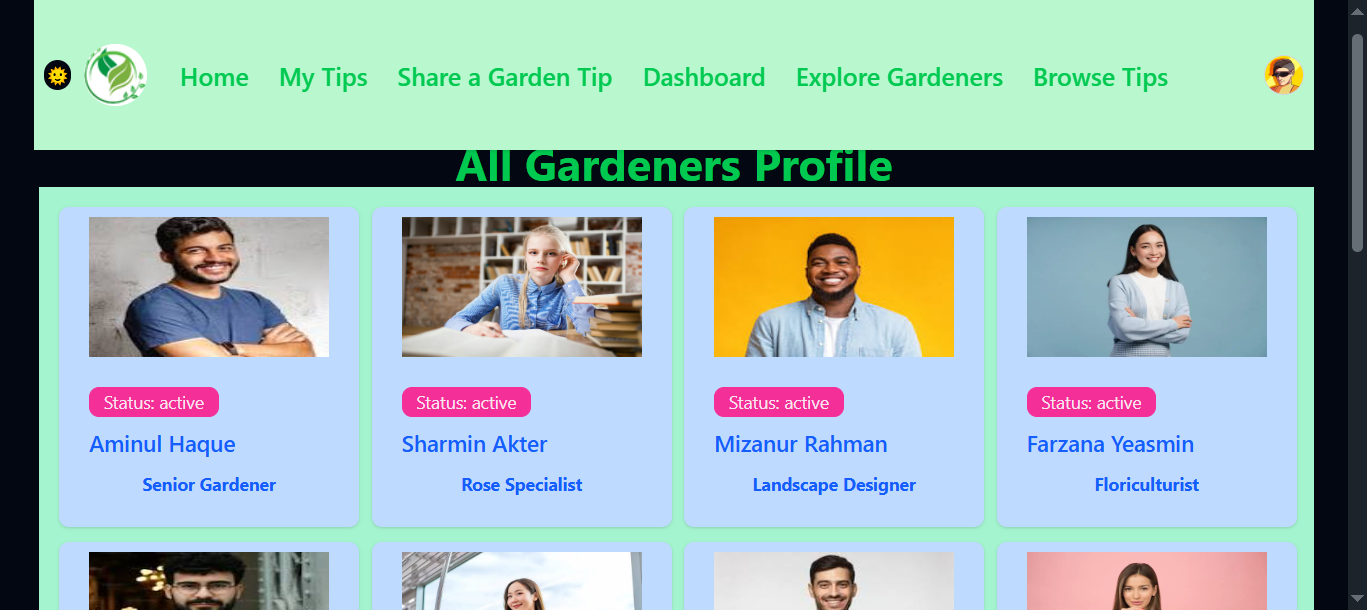 Home My Tips Share a Garden Tip Dashboard Explore Gardeners Browse Tips
All Gardeners Profile
Status: active Status: active Status: active Status: active
Aminul Haque Sharmin Akter Mizanur Rahman Farzana Yeasmin
Senior Gardener Rose Specialist Landscape Designer Floriculturist